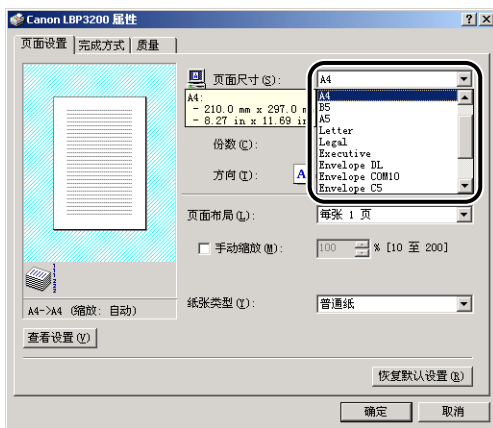 Canon LBP3200 属性
页面设置 完成方式 质量
页面尺寸(S): A4
A4:
- 210.0 mm x 297.0 m
- 8.27 in x 11.69 in
A4
B5
A5
Letter
Legal
Executive
Envelope DL
Envelope COM10
Envelope C5
份数(C):
方向(T): A
页面布局(L): 每张 1 页
手动缩放(M): 100 % [10 至 200]
A4->A4 (缩放: 自动)
纸张类型(Y): 普通纸
查看设置(V)
恢复默认设置(R)
确定 取消